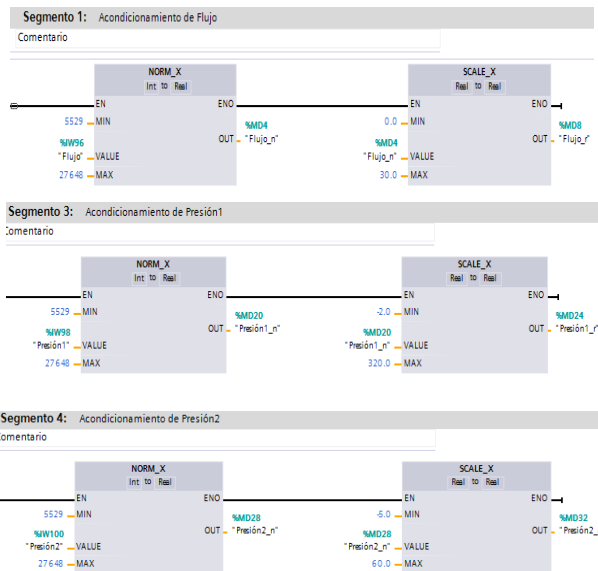 Segmento 1: Acondicionamiento de Flujo
Comentario
NORM_X SCALE_X
Int to Real Real to Real
EN ENO EN ENO
5529 MIN 0.0 MIN
%MD4 %MD8
OUT "Flujo_n" OUT "Flujo_r"
%IW96 %MD4
"Flujo" VALUE "Flujo_n" VALUE
27648 MAX 30.0 MAX
Segmento 3: Acondicionamiento de Presión1
Comentario
NORM_X SCALE_X
Int to Real Real to Real
EN ENO EN ENO
5529 MIN -2.0 MIN
%MD20 %MD24
OUT "Presión1_n" OUT "Presión1_r"
%IW98 %MD20
"Presión1" VALUE "Presión1_n" VALUE
27648 MAX 320.0 MAX
Segmento 4: Acondicionamiento de Presión2
omentario
NORM_X SCALE_X
Int to Real Real to Real
EN ENO EN ENO
5529 MIN -6.0 MIN
%MD28 %MD32
OUT "Presión2_n" OUT "Presión2_
%IW100 %MD28
"Presión2" VALUE "Presión2_n" VALUE
27648 MAX 60.0 MAX